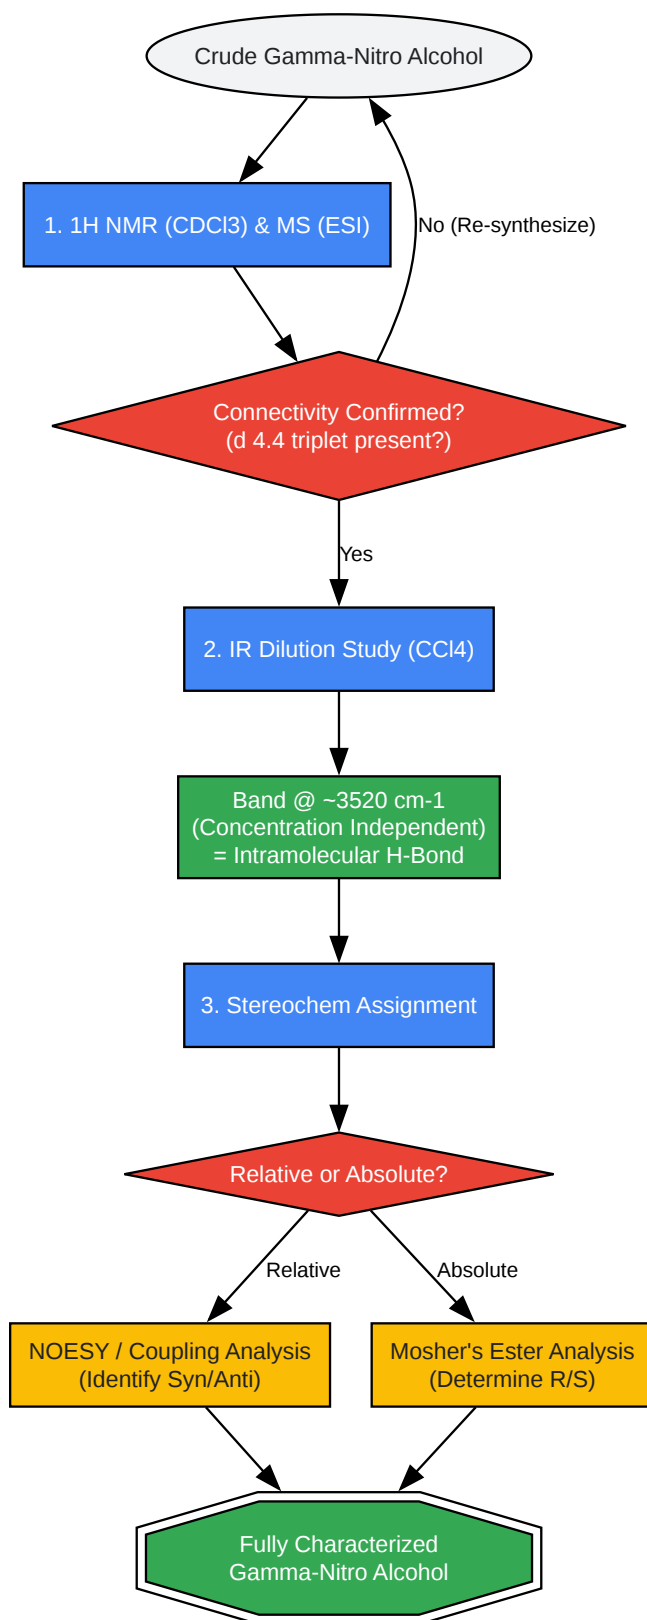 Crude Gamma-Nitro Alcohol
1. 1H NMR (CDCl3) & MS (ESI)
No (Re-synthesize)
Connectivity Confirmed?
(d 4.4 triplet present?)
Yes
2. IR Dilution Study (CCl4)
Band @ ~3520 cm-1
(Concentration Independent)
= Intramolecular H-Bond
3. Stereochem Assignment
Relative or Absolute?
Relative
Absolute
NOESY / Coupling Analysis
(Identify Syn/Anti)
Mosher's Ester Analysis
(Determine R/S)
Fully Characterized
Gamma-Nitro Alcohol